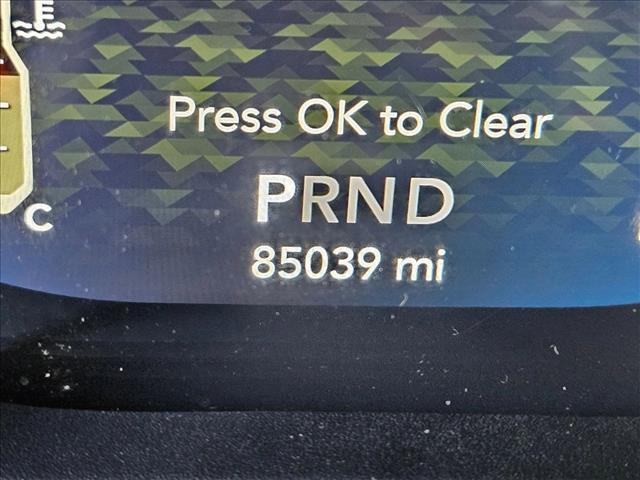 Press OK to Clear
PRND
85039 mi
C